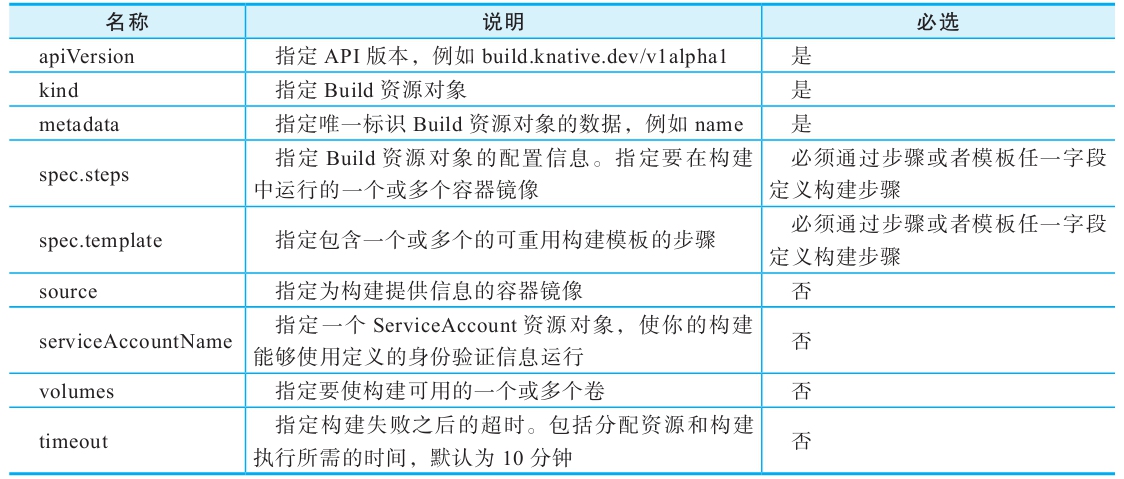 名称 说明 必选
apiVersion 指定 API 版本，例如 build.knative.dev/v1alpha1 是
kind 指定 Build 资源对象 是
metadata 指定唯一标识 Build 资源对象的数据，例如 name 是
spec.steps
指定 Build 资源对象的配置信息。指定要在构建
中运行的一个或多个容器镜像
必须通过步骤或者模板任一字段
定义构建步骤
spec.template
指定包含一个或多个的可重用构建模板的步骤
必须通过步骤或者模板任一字段
定义构建步骤
source 指定为构建提供信息的容器镜像 否
serviceAccountName
指定一个 ServiceAccount 资源对象，使你的构建
能够使用定义的身份验证信息运行
否
volumes 指定要使构建可用的一个或多个卷 否
timeout
指定构建失败之后的超时。包括分配资源和构建
执行所需的时间，默认为 10 分钟
否